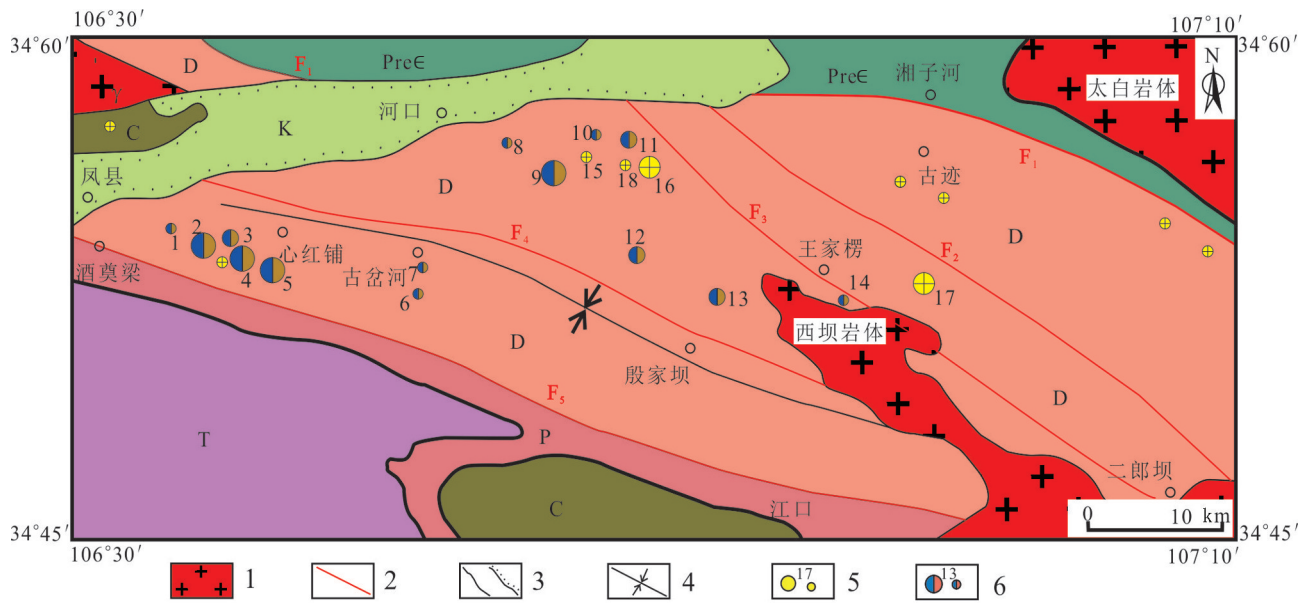 106°30′ 107°10′
34°60′ 34°60′
D F₁ Pre∈ Pre∈ 湘子河 N
γ 太白岩体
C K 河口
10 11
8 F₁
凤县 D 9 15 18 16 古迹
F₃
1 2 3 心红铺 F₄ 12 王家楞 F₂ D
酒奠梁 4 5 古岔河 7
6 13 14 17
西坝岩体
D 殷家坝
F₅ D
T P
二郎坝
C 江口 0 10 km
34°45′ 34°45′
106°30′ 107°10′
1 2 3 4 17 5 13 6